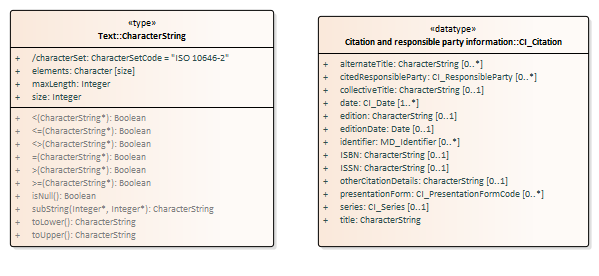 «type»
Text::CharacterString
+ /characterSet: CharacterSetCode = "ISO 10646-2"
+ elements: Character [size]
+ maxLength: Integer
+ size: Integer
+ <(CharacterString*): Boolean
+ <=(CharacterString*): Boolean
+ <>(CharacterString*): Boolean
+ =(CharacterString*): Boolean
+ >(CharacterString*): Boolean
+ >=(CharacterString*): Boolean
+ isNull(): Boolean
+ subString(Integer*, Integer*): CharacterString
+ toLower(): CharacterString
+ toUpper(): CharacterString
«datatype»
Citation and responsible party information::CI_Citation
+ alternateTitle: CharacterString [0..*]
+ citedResponsibleParty: CI_ResponsibleParty [0..*]
+ collectiveTitle: CharacterString [0..1]
+ date: CI_Date [1..*]
+ edition: CharacterString [0..1]
+ editionDate: Date [0..1]
+ identifier: MD_Identifier [0..*]
+ ISBN: CharacterString [0..1]
+ ISSN: CharacterString [0..1]
+ otherCitationDetails: CharacterString [0..1]
+ presentationForm: CI_PresentationFormCode [0..*]
+ series: CI_Series [0..1]
+ title: CharacterString